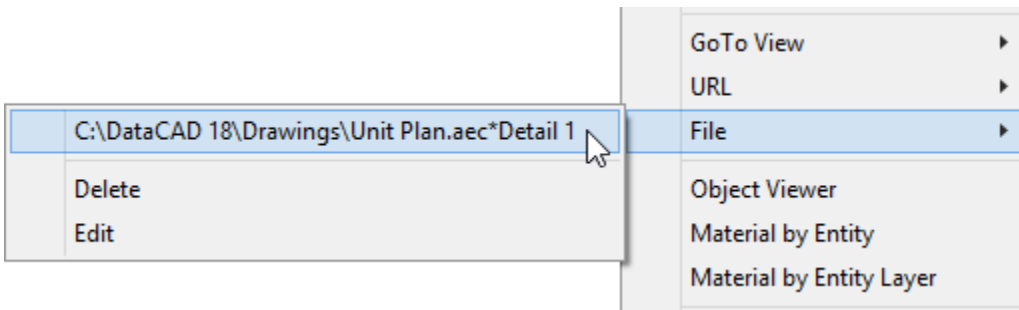 GoTo View
URL
File
C:\DataCAD 18\Drawings\Unit Plan.aec*Detail 1
Delete
Edit
Object Viewer
Material by Entity
Material by Entity Layer